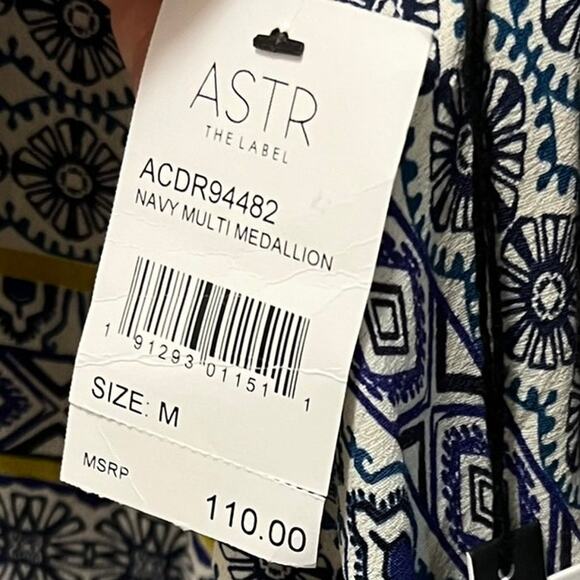 ASTR
THE LABEL
ACDR94482
NAVY MULTI MEDALLION
1 91293 01151 1
SIZE: M
MSRP
110.00